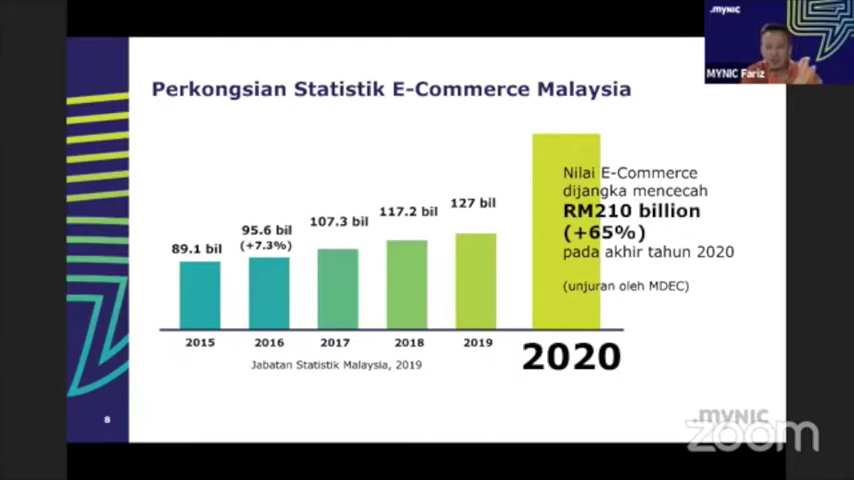 .mynic
MYNIC Fariz
Perkongsian Statistik E-Commerce Malaysia
89.1 bil
95.6 bil
(+7.3%)
107.3 bil
117.2 bil
127 bil
Nilai E-Commerce
dijangka mencecah
RM210 billion
(+65%)
pada akhir tahun 2020
(unjuran oleh MDEC)
2015
2016
2017
2018
2019
2020
Jabatan Statistik Malaysia, 2019
8
.mynic
zoom